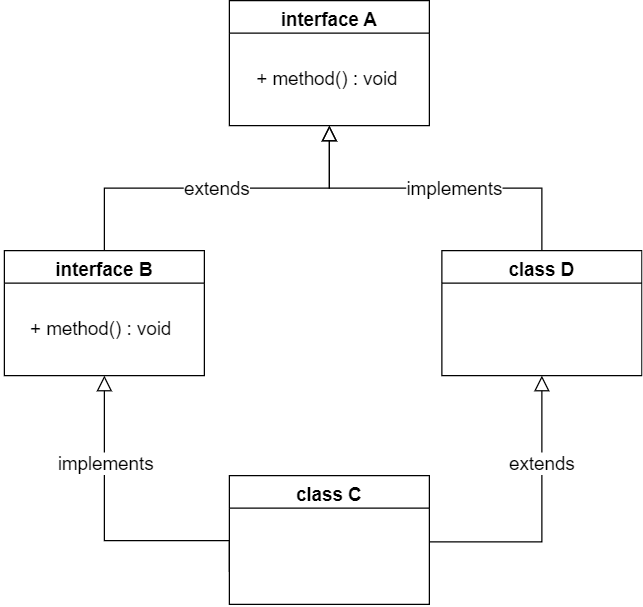 interface A
+ method() : void
extends
implements
interface B
+ method() : void
class D
implements
extends
class C